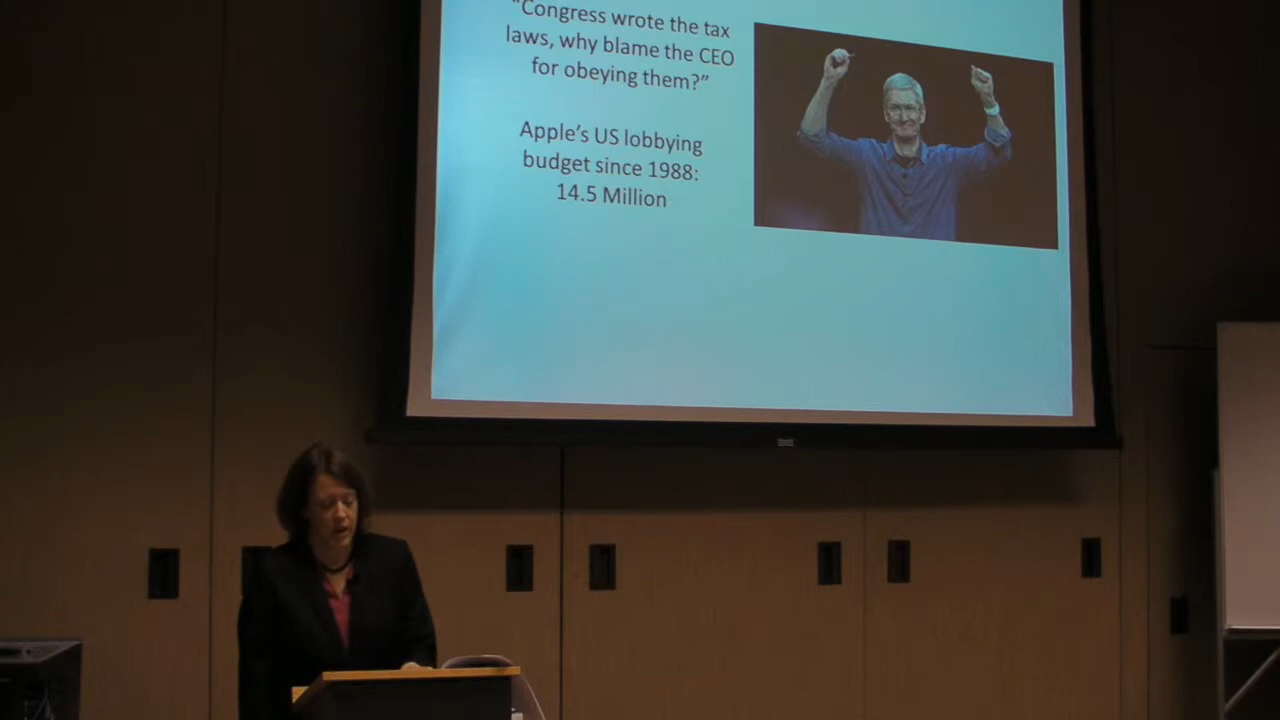 "Congress wrote the tax
laws, why blame the CEO
for obeying them?"
Apple's US lobbying
budget since 1988:
14.5 Million